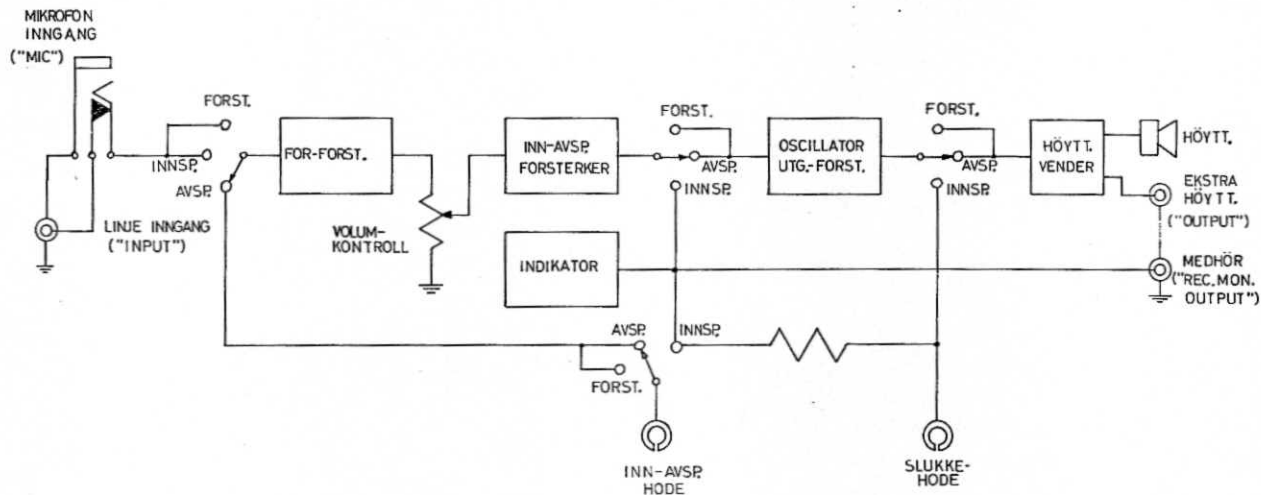 MIKROFON
INNGANG
("MIC")
FORST.
INNSP.
AVSP.
LINJE INNGANG
("INPUT")
FOR-FORST.
VOLUM-
KONTROLL
INN-AVSP.
FORSTERKER
INDIKATOR
FORST.
AVSP.
INNSP.
OSCILLATOR
UTG.-FORST.
FORST.
AVSP.
INNSP.
HÖYTT.
VENDER
HÖYTT.
EKSTRA
HÖYTT.
("OUTPUT")
MEDHÖR
("REC.MON.
OUTPUT")
AVSP.
INNSP.
FORST.
INN-AVSP.
HODE
SLUKKE-
HODE